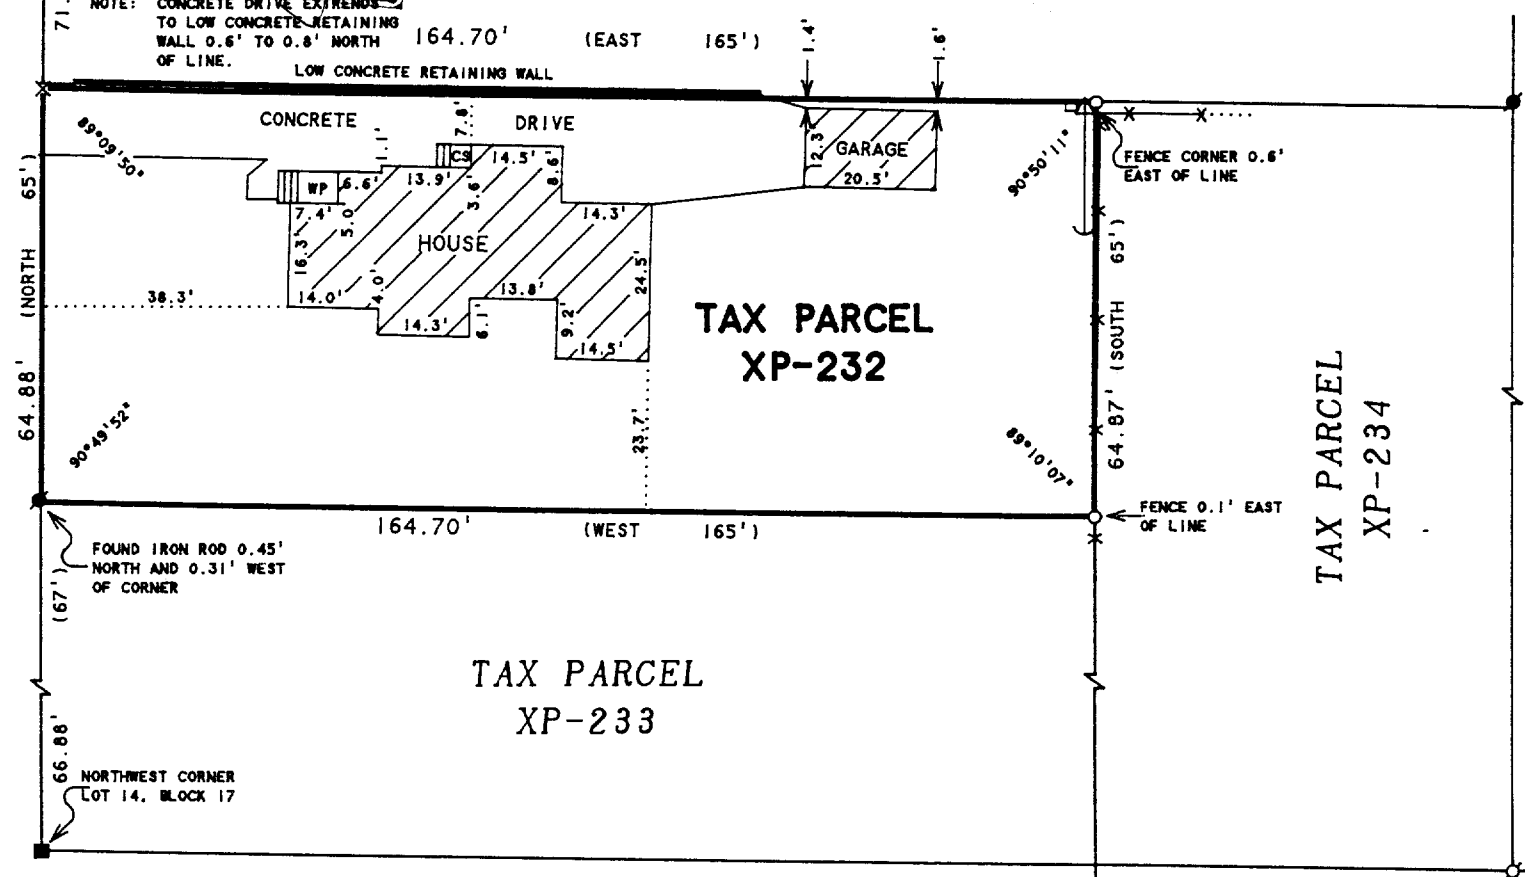 71.
NOTE: CONCRETE DRIVE EXTRENDS
TO LOW CONCRETE RETAINING
WALL 0.6' TO 0.8' NORTH
OF LINE.
164.70' (EAST 165')
1.4'
1.6'
LOW CONCRETE RETAINING WALL
CONCRETE DRIVE
89°09'50"
1.1'
7.8'
CS
14.5'
8.6'
12.3'
GARAGE
20.5'
90°50'11"
FENCE CORNER 0.6'
EAST OF LINE
WP
6.6'
13.9'
3.6'
7.4'
5.0'
14.3'
HOUSE
16.3'
24.5'
38.3'
14.0'
4.0'
13.8'
14.3'
6.1'
9.2'
14.5'
64.88' (NORTH 65')
TAX PARCEL
XP-232
64.87' (SOUTH 65')
90°49'52"
23.7'
89°10'07"
TAX PARCEL
XP-234
FENCE 0.1' EAST
OF LINE
164.70' (WEST 165')
FOUND IRON ROD 0.45'
NORTH AND 0.31' WEST
OF CORNER
(67')
TAX PARCEL
XP-233
66.88'
NORTHWEST CORNER
LOT 14, BLOCK 17